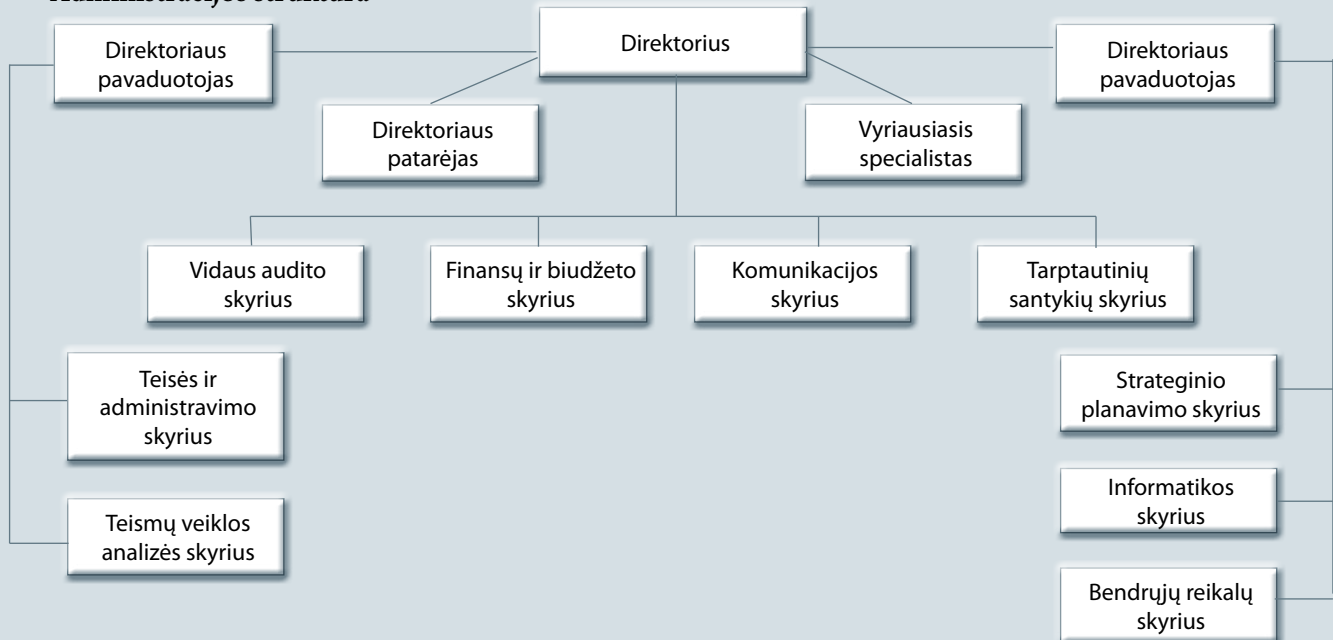 Administracijos struktūra
Direktoriaus
pavaduotojas
Direktorius
Direktoriaus
pavaduotojas
Direktoriaus
patarėjas
Vyriausiasis
specialistas
Vidaus audito
skyrius
Finansų ir biudžeto
skyrius
Komunikacijos
skyrius
Tarptautinių
santykių skyrius
Teisės ir
administravimo
skyrius
Teismų veiklos
analizės skyrius
Strateginio
planavimo skyrius
Informatikos
skyrius
Bendrųjų reikalų
skyrius